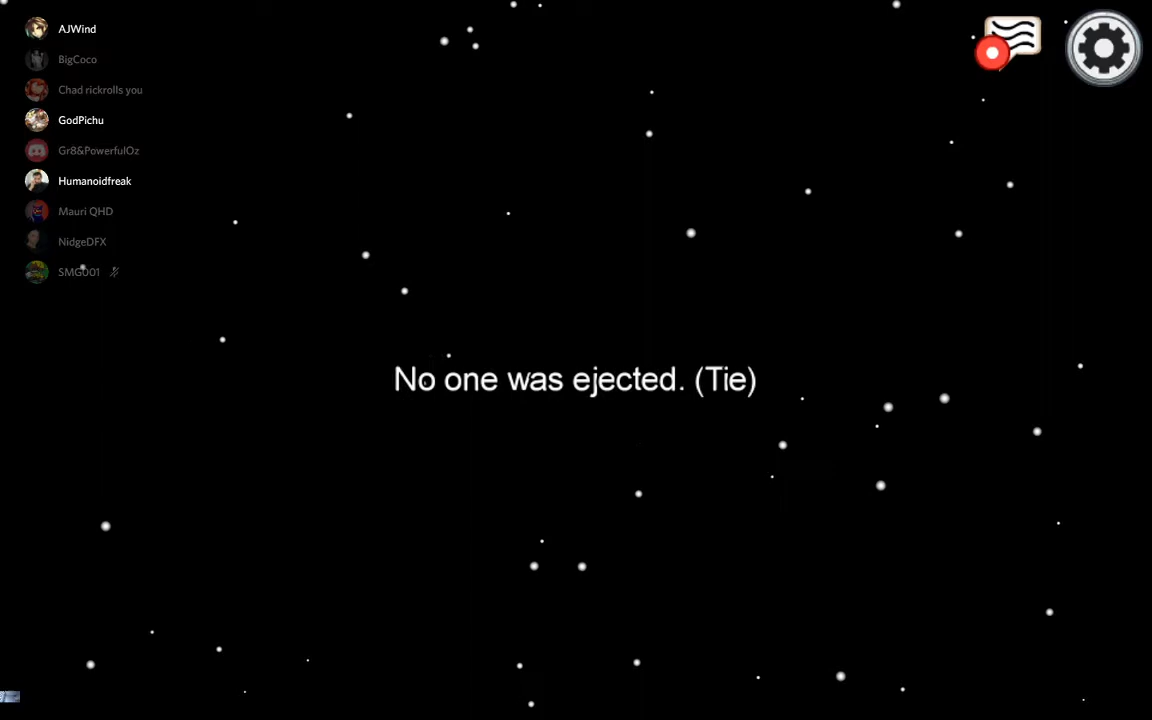 AJWind
BigCoco
Chad rickrolls you
GodPichu
Gr8&PowerfulOz
Humanoidfreak
Mauri QHD
NidgeDFX
SMG001
No one was ejected. (Tie)